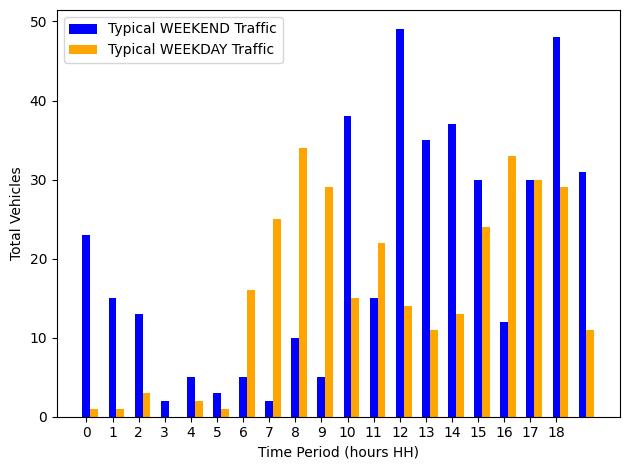 50
40
30
20
10
0
Total Vehicles
Typical WEEKEND Traffic
Typical WEEKDAY Traffic
0 1 2 3 4 5 6 7 8 9 10 11 12 13 14 15 16 17 18
Time Period (hours HH)